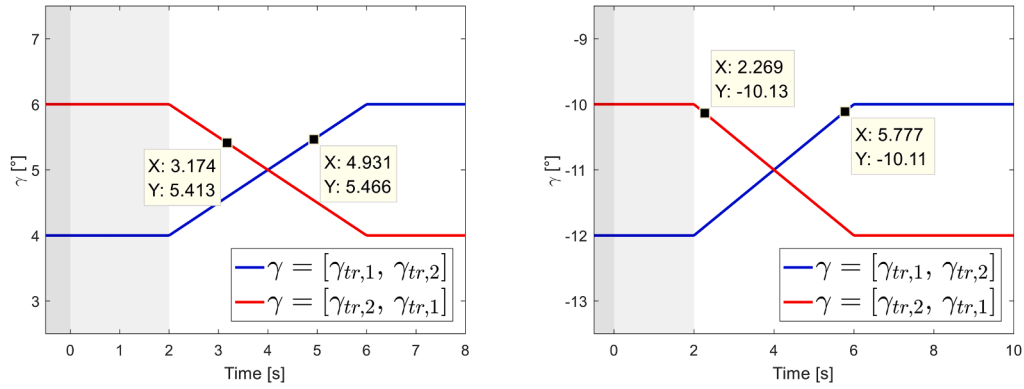 7
6
5
4
3
γ [°]
X: 3.174
Y: 5.413
X: 4.931
Y: 5.466
γ = [γtr,1, γtr,2]
γ = [γtr,2, γtr,1]
0 1 2 3 4 5 6 7 8
Time [s]
-9
-10
-11
-12
-13
γ [°]
X: 2.269
Y: -10.13
X: 5.777
Y: -10.11
γ = [γtr,1, γtr,2]
γ = [γtr,2, γtr,1]
0 2 4 6 8 10
Time [s]